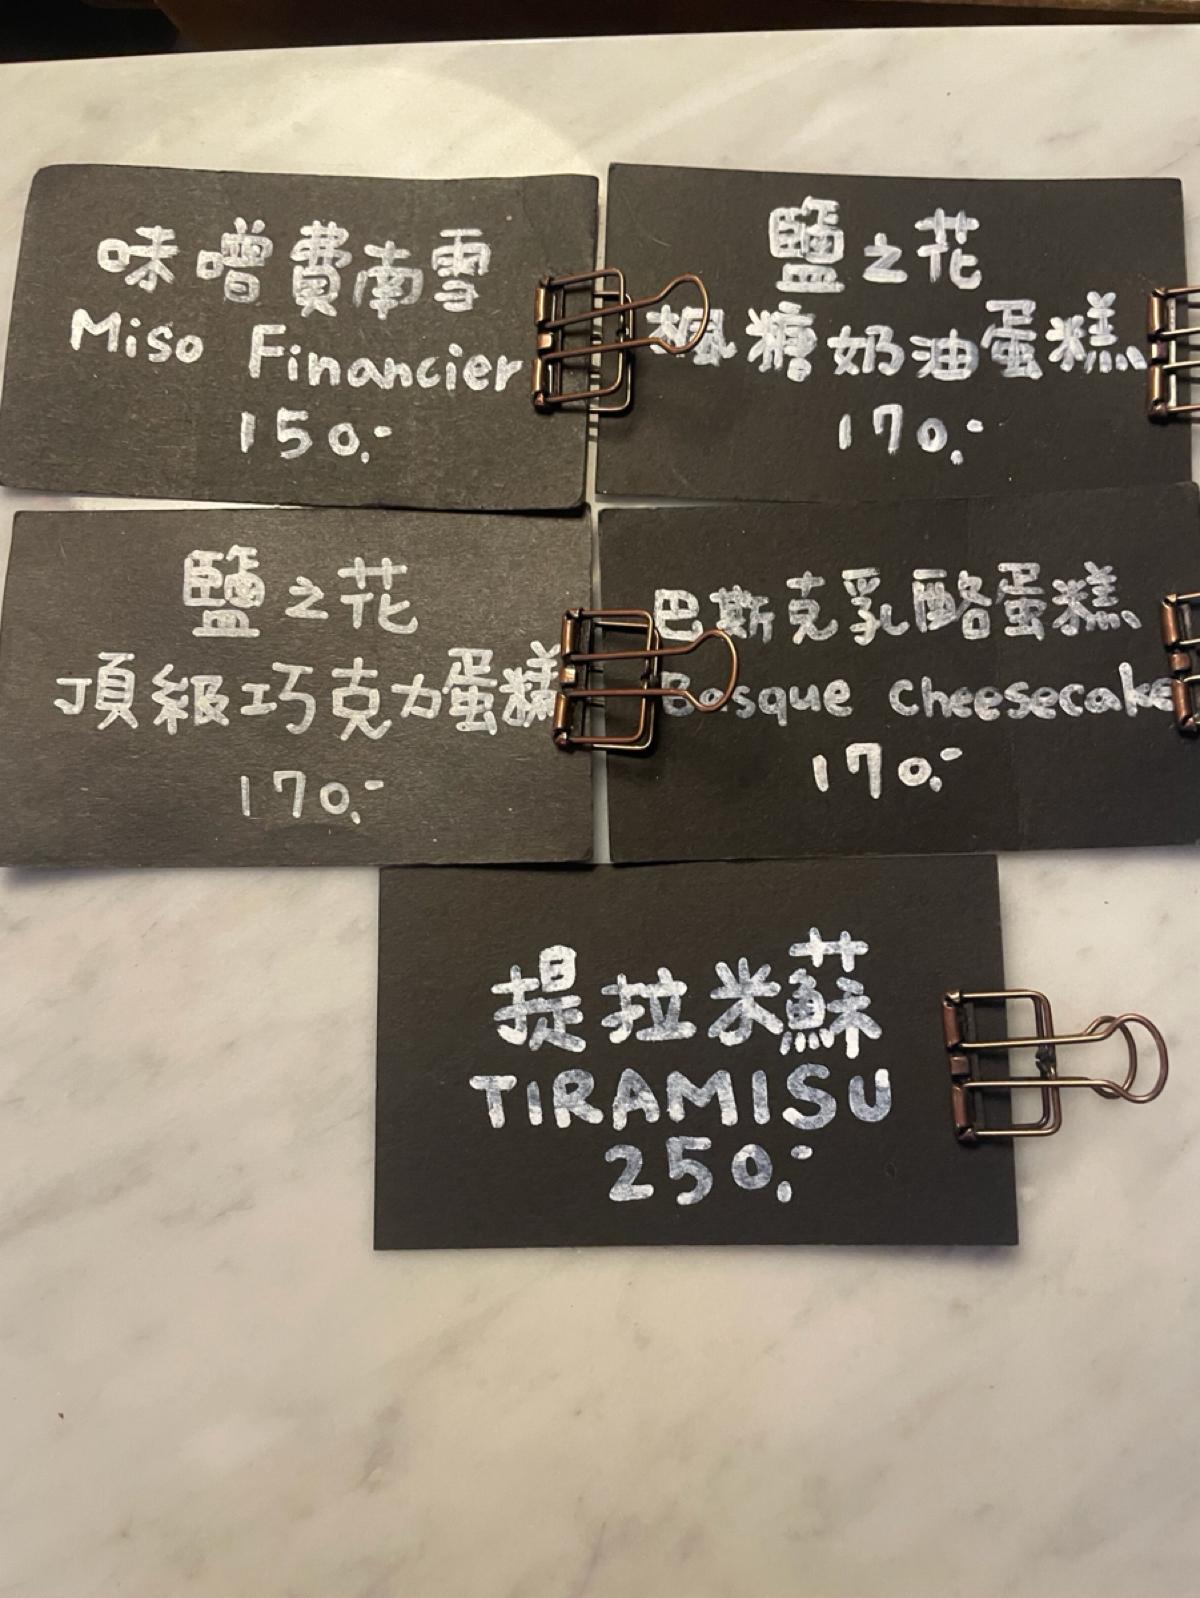 味噌費南雪
Miso Financier
150.-
鹽之花
楓糖奶油蛋糕
170.-
鹽之花
頂級巧克力蛋糕
170.-
巴斯克乳酪蛋糕
Basque cheesecake
170.-
提拉米蘇
TIRAMISU
250.-